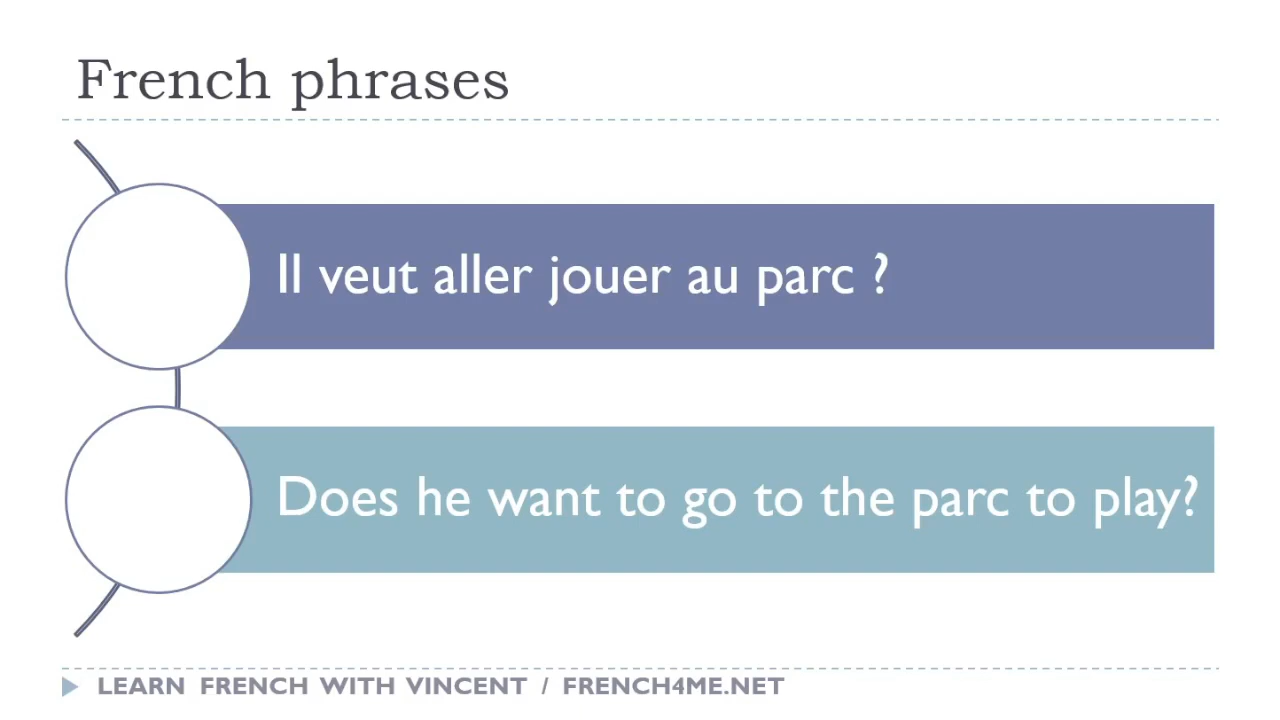 French phrases
Il veut aller jouer au parc ?
Does he want to go to the parc to play?
LEARN FRENCH WITH VINCENT / FRENCH4ME.NET